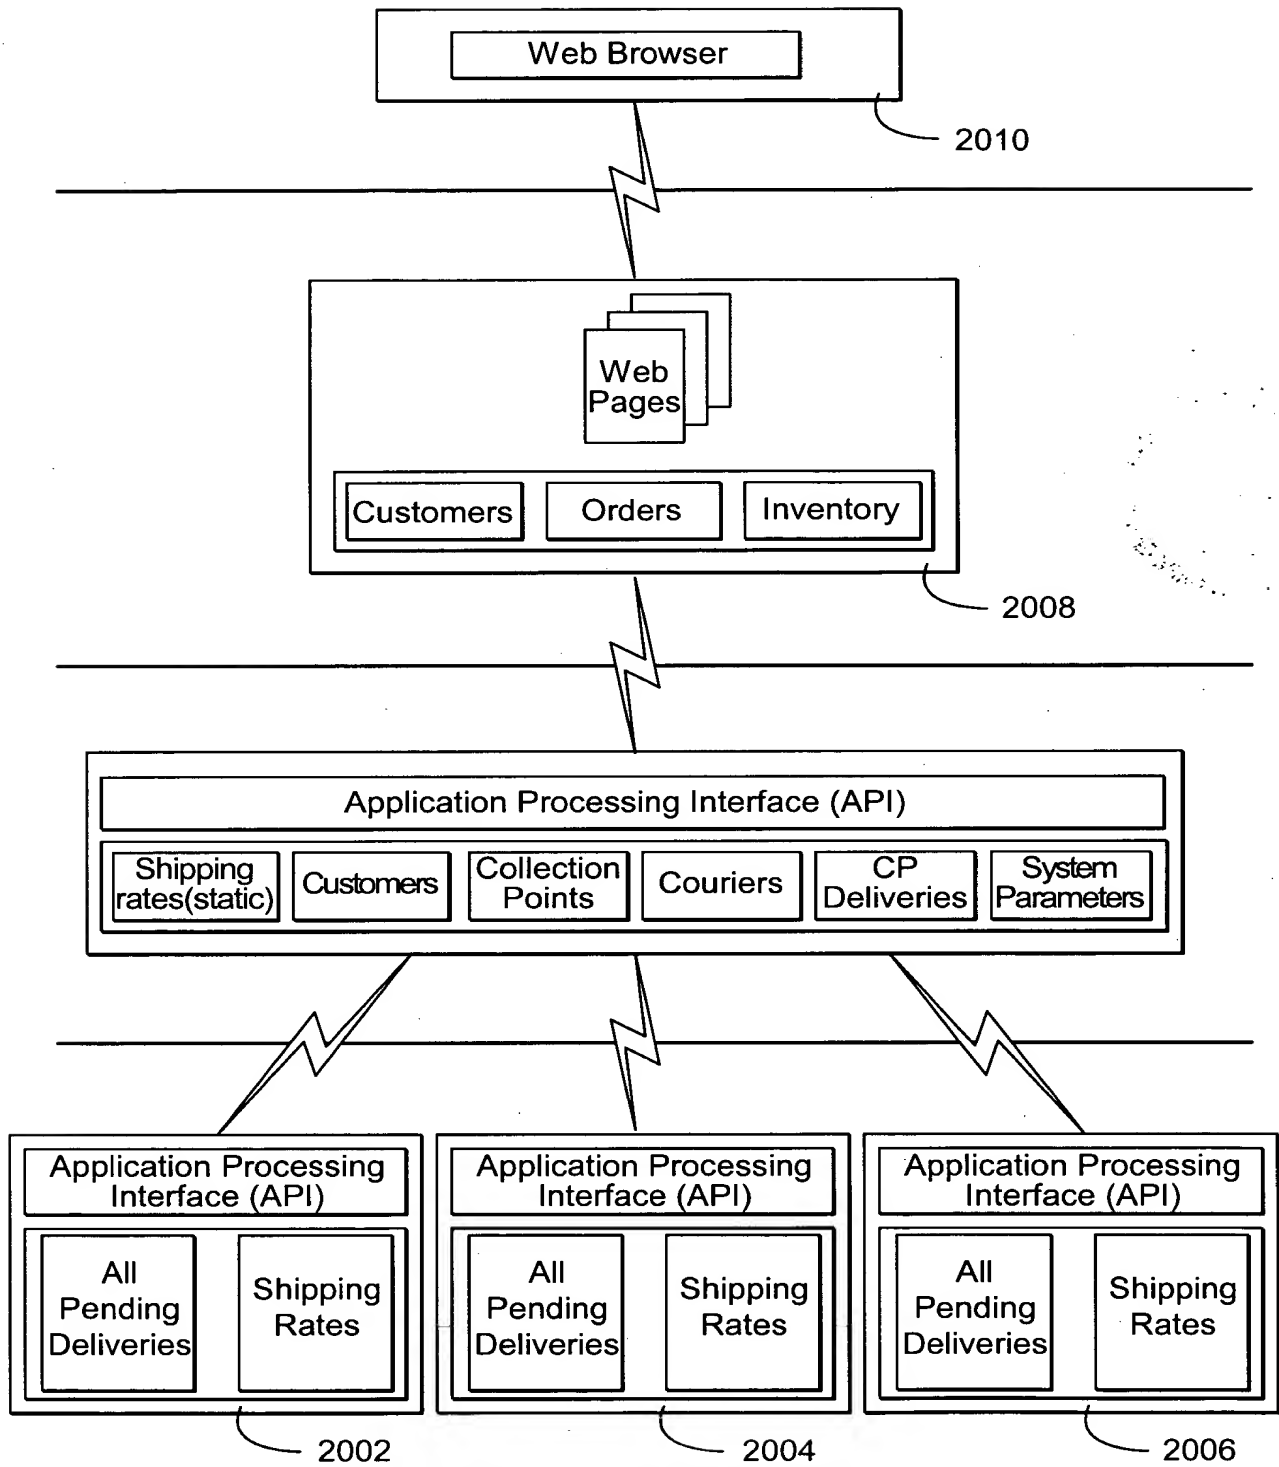 Web Browser
2010
Web
Pages
Customers
Orders
Inventory
2008
Application Processing Interface (API)
Shipping
rates(static)
Customers
Collection
Points
Couriers
CP
Deliveries
System
Parameters
Application Processing
Interface (API)
All
Pending
Deliveries
Shipping
Rates
2002
Application Processing
Interface (API)
All
Pending
Deliveries
Shipping
Rates
2004
Application Processing
Interface (API)
All
Pending
Deliveries
Shipping
Rates
2006